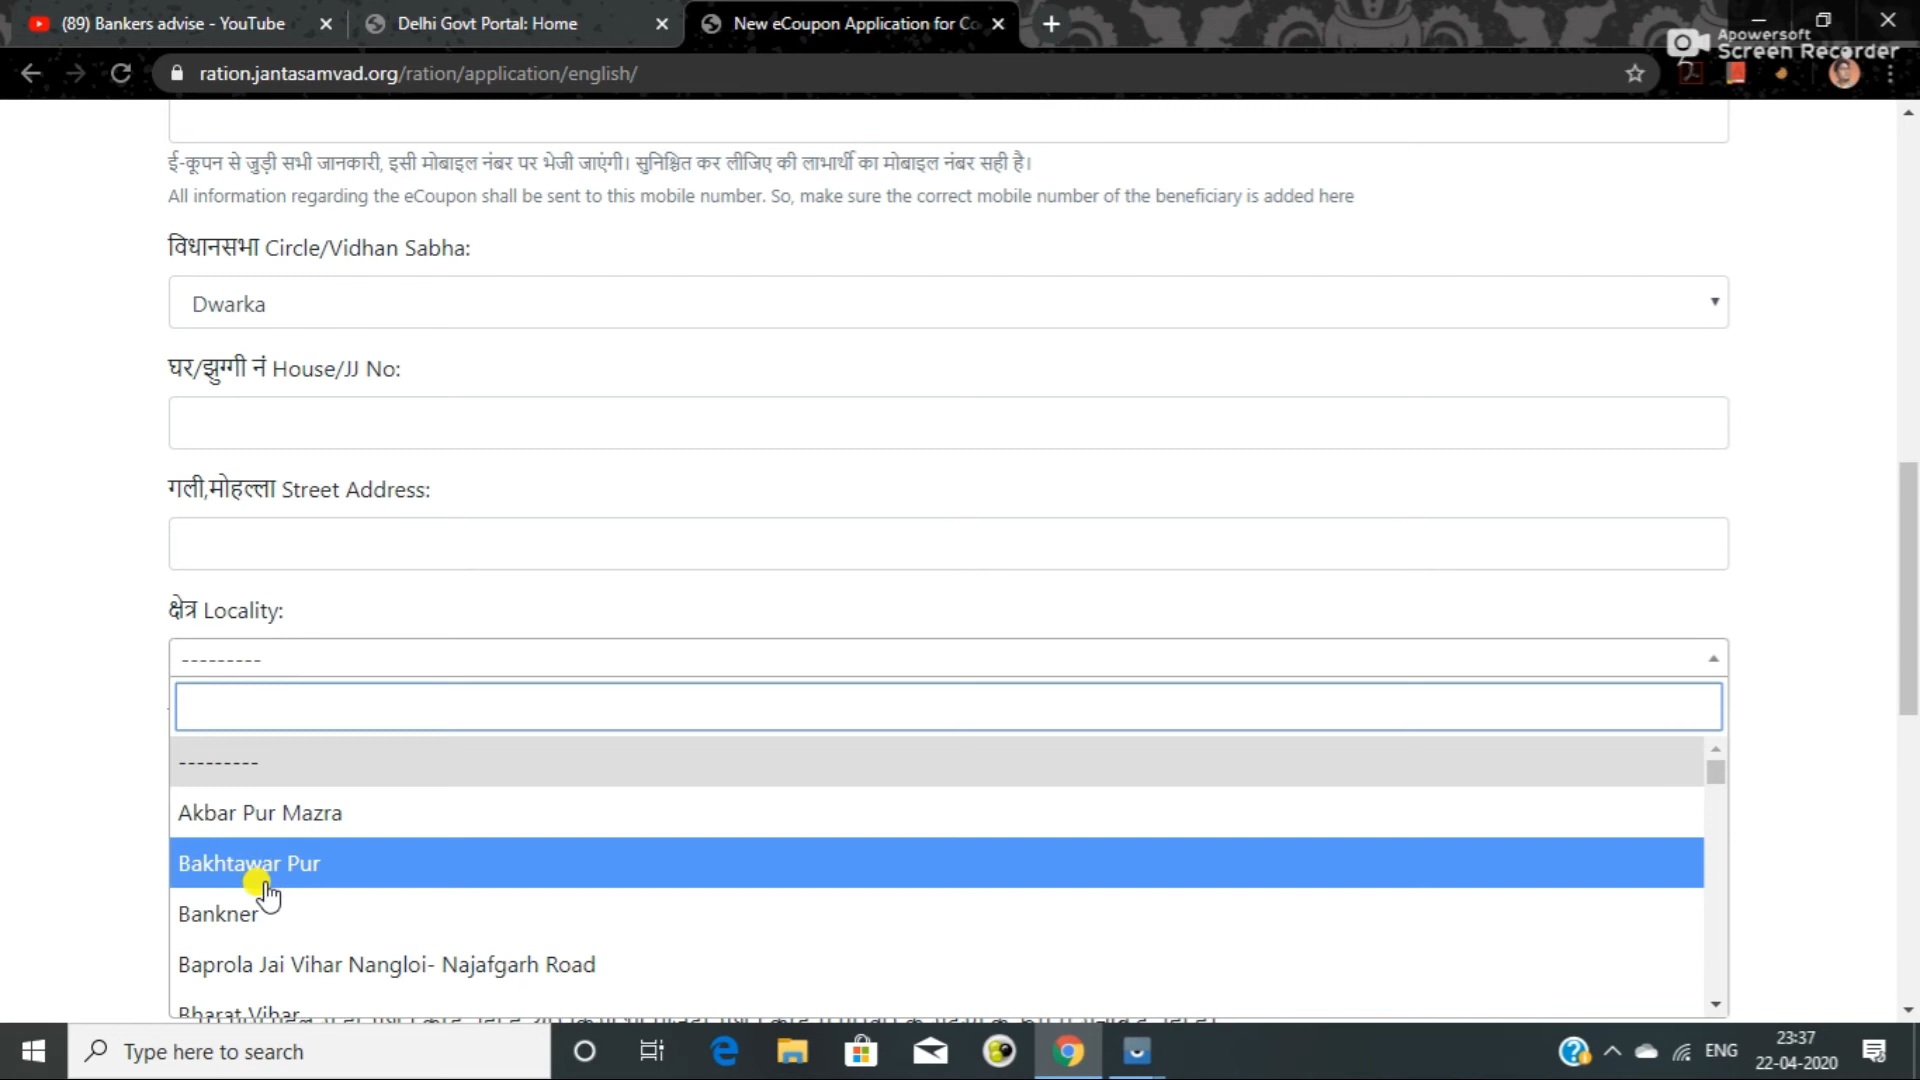 (89) Bankers advise - YouTube
Delhi Govt Portal: Home
New eCoupon Application for Co
Apowersoft
Screen Recorder
ration.jantasamvad.org/ration/application/english/
ई-कूपन से जुड़ी सभी जानकारी, इसी मोबाइल नंबर पर भेजी जाएंगी। सुनिश्चित कर लीजिए की लाभार्थी का मोबाइल नंबर सही है।
All information regarding the eCoupon shall be sent to this mobile number. So, make sure the correct mobile number of the beneficiary is added here
विधानसभा Circle/Vidhan Sabha:
Dwarka
घर/झुग्गी नं House/JJ No:
गली,मोहल्ला Street Address:
क्षेत्र Locality:
---------
---------
Akbar Pur Mazra
Bakhtawar Pur
Bankner
Baprola Jai Vihar Nangloi- Najafgarh Road
Bharat Vihar
Type here to search
ENG
23:37
22-04-2020